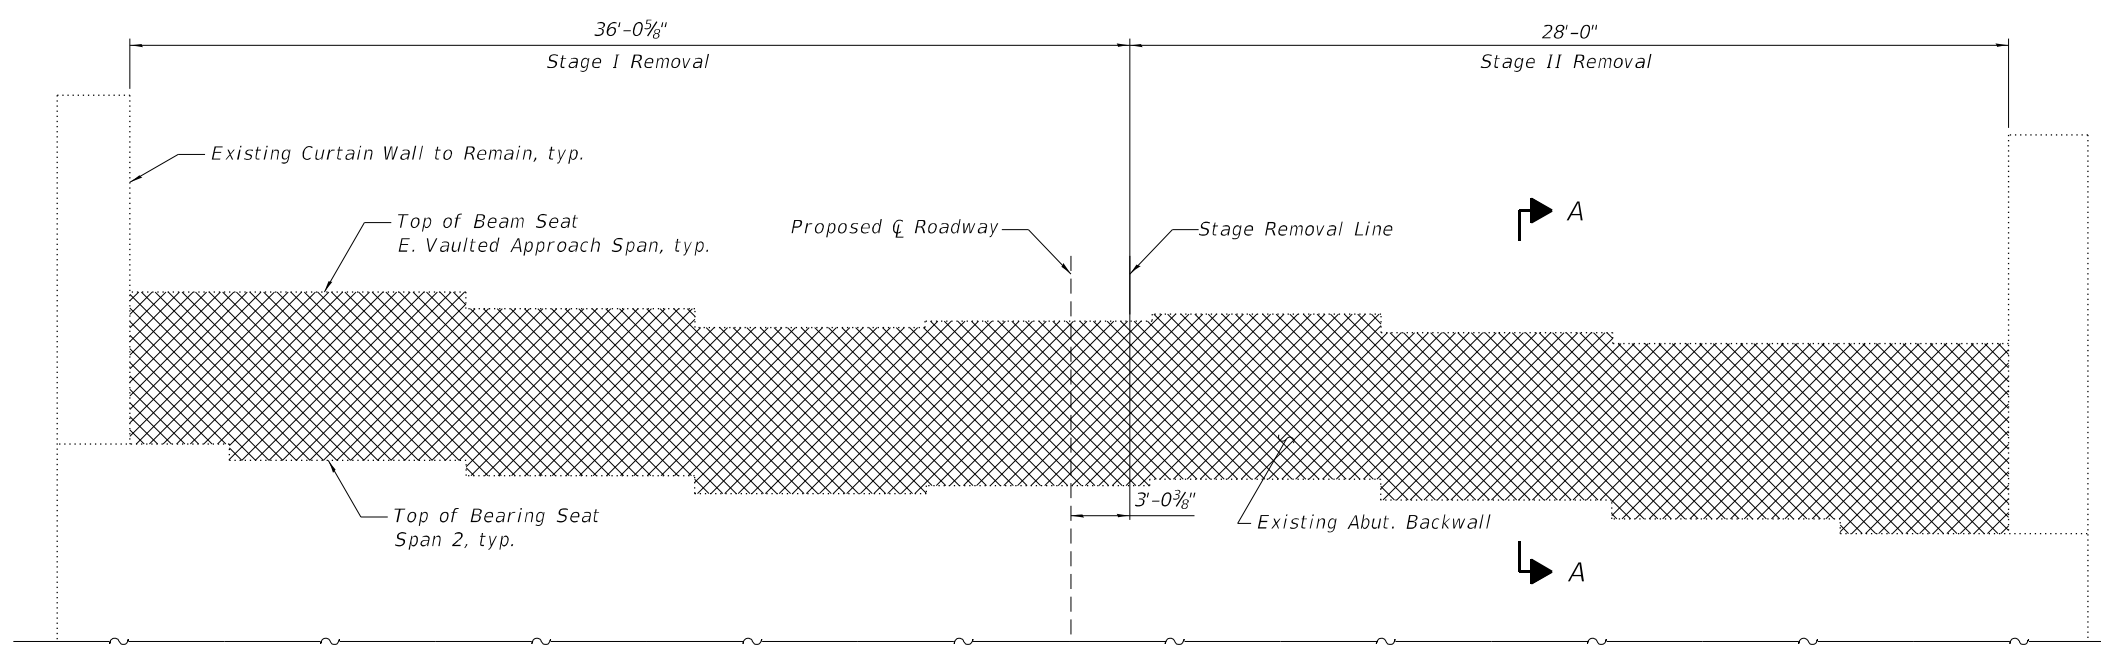 36'-0⅝"
28'-0"
Stage I Removal
Stage II Removal
Existing Curtain Wall to Remain, typ.
A
Top of Beam Seat
E. Vaulted Approach Span, typ.
Proposed ℄ Roadway
Stage Removal Line
3'-0⅜"
Top of Bearing Seat
Span 2, typ.
Existing Abut. Backwall
A